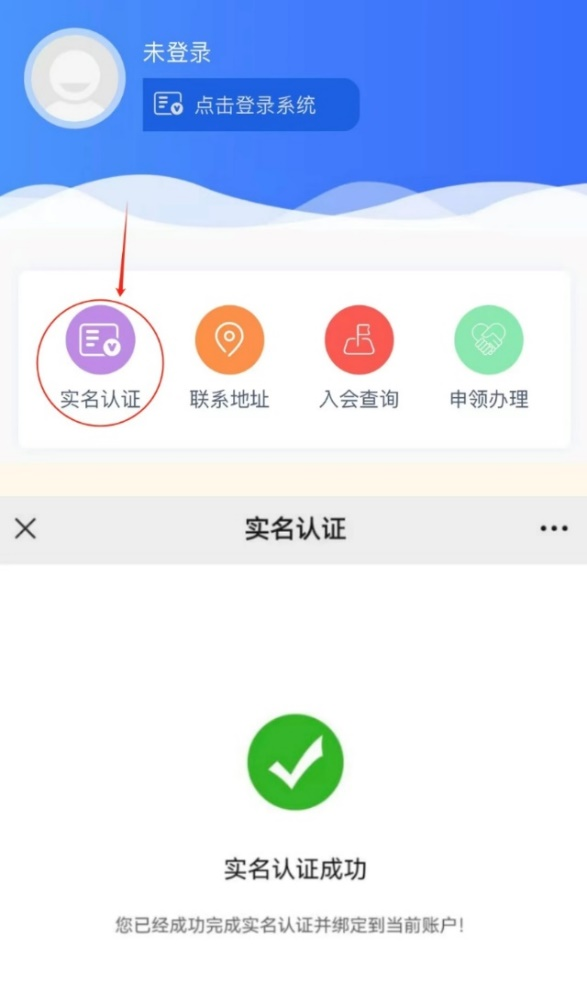 未登录
点击登录系统
实名认证
联系地址
入会查询
申领办理
实名认证
实名认证成功
您已经成功完成实名认证并绑定到当前账户！